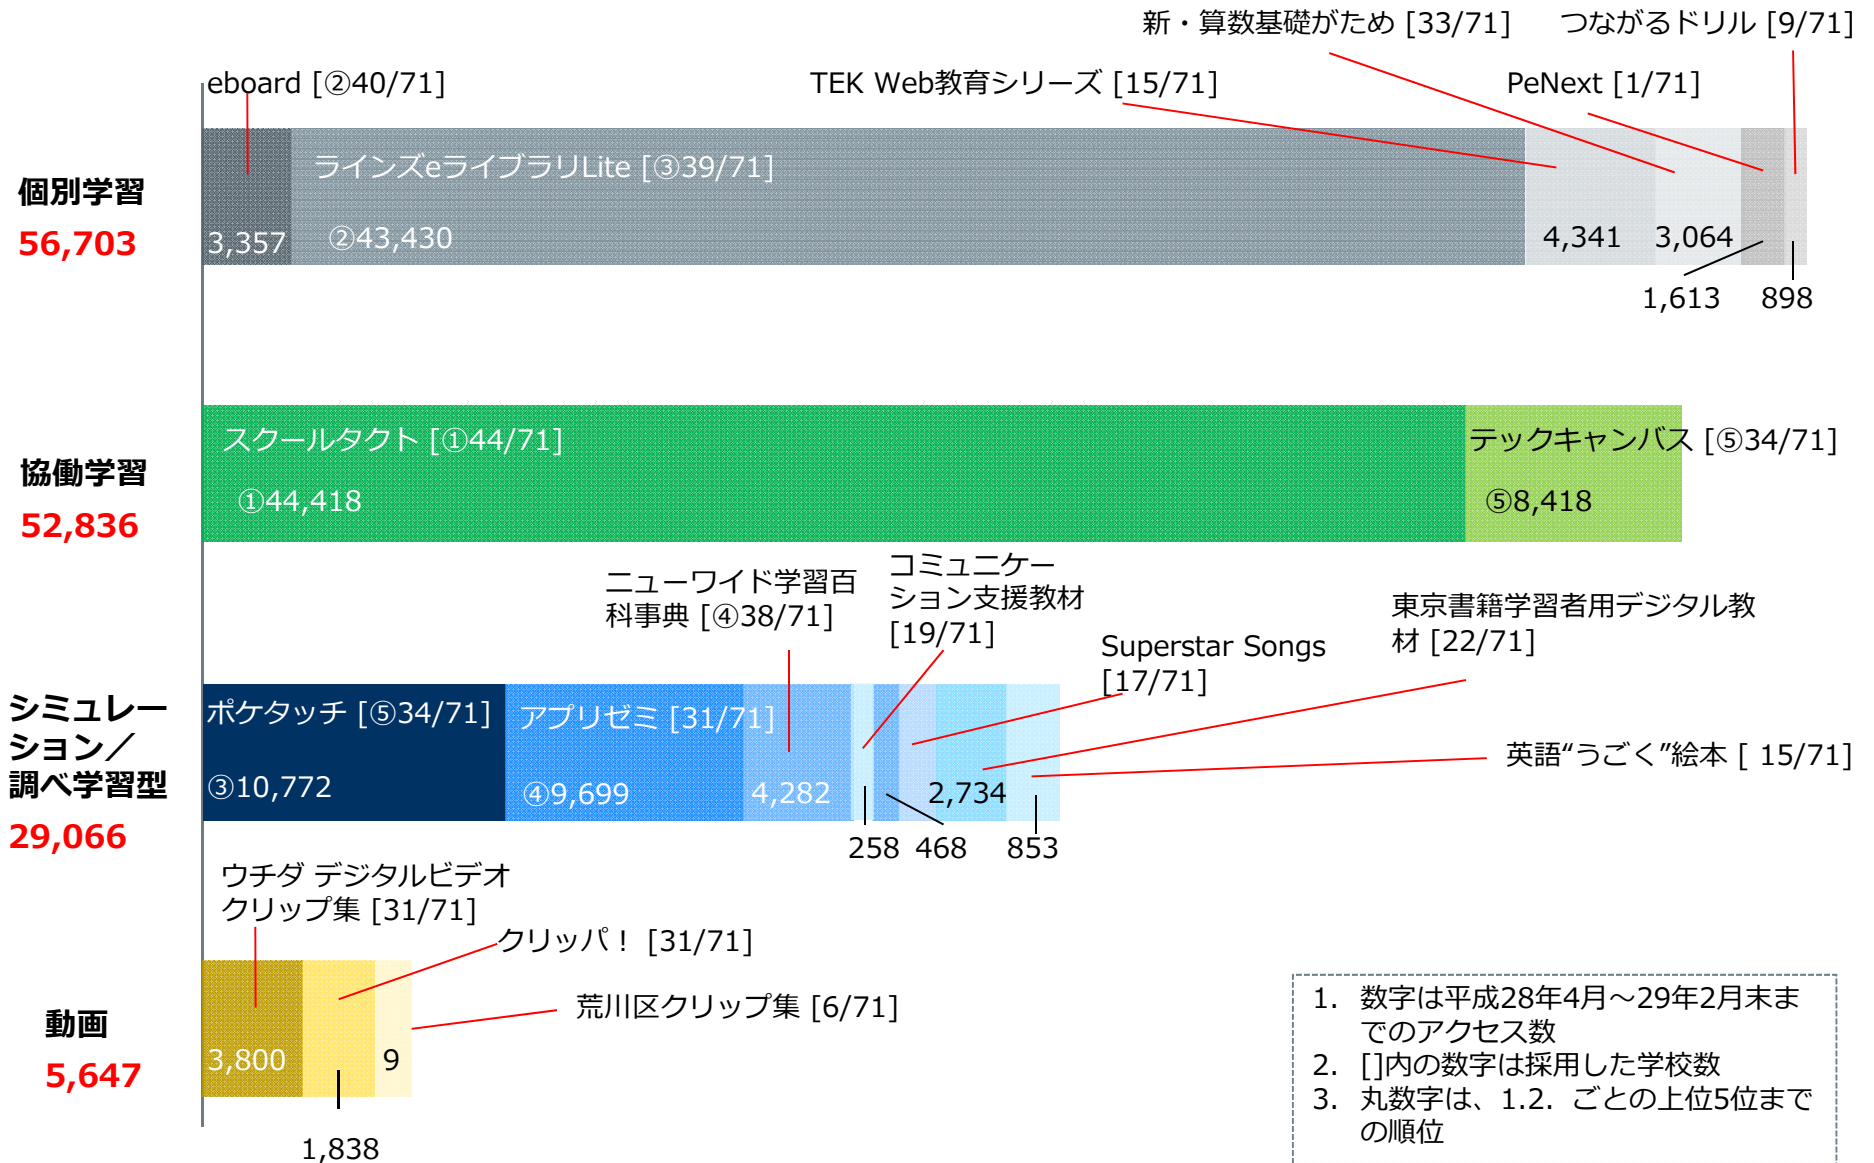 新・算数基礎がため [33/71]
つながるドリル [9/71]
eboard [②40/71]
TEK Web教育シリーズ [15/71]
PeNext [1/71]
個別学習
56,703
ラインズeライブラリLite [③39/71]
3,357
②43,430
4,341
3,064
1,613
898
協働学習
52,836
スクールタクト [①44/71]
①44,418
テックキャンバス [⑤34/71]
⑤8,418
ニューワイド学習百
科事典 [④38/71]
コミュニケー
ション支援教材
[19/71]
Superstar Songs
[17/71]
東京書籍学習者用デジタル教
材 [22/71]
シミュレー
ション／
調べ学習型
29,066
ポケタッチ [⑤34/71]
③10,772
アプリゼミ [31/71]
④9,699
4,282
2,734
英語“うごく”絵本 [ 15/71]
258
468
853
ウチダ デジタルビデオ
クリップ集 [31/71]
クリッパ！ [31/71]
荒川区クリップ集 [6/71]
動画
5,647
3,800
9
1,838
1. 数字は平成28年4月～29年2月末ま
でのアクセス数
2. []内の数字は採用した学校数
3. 丸数字は、1.2. ごとの上位5位まで
の順位